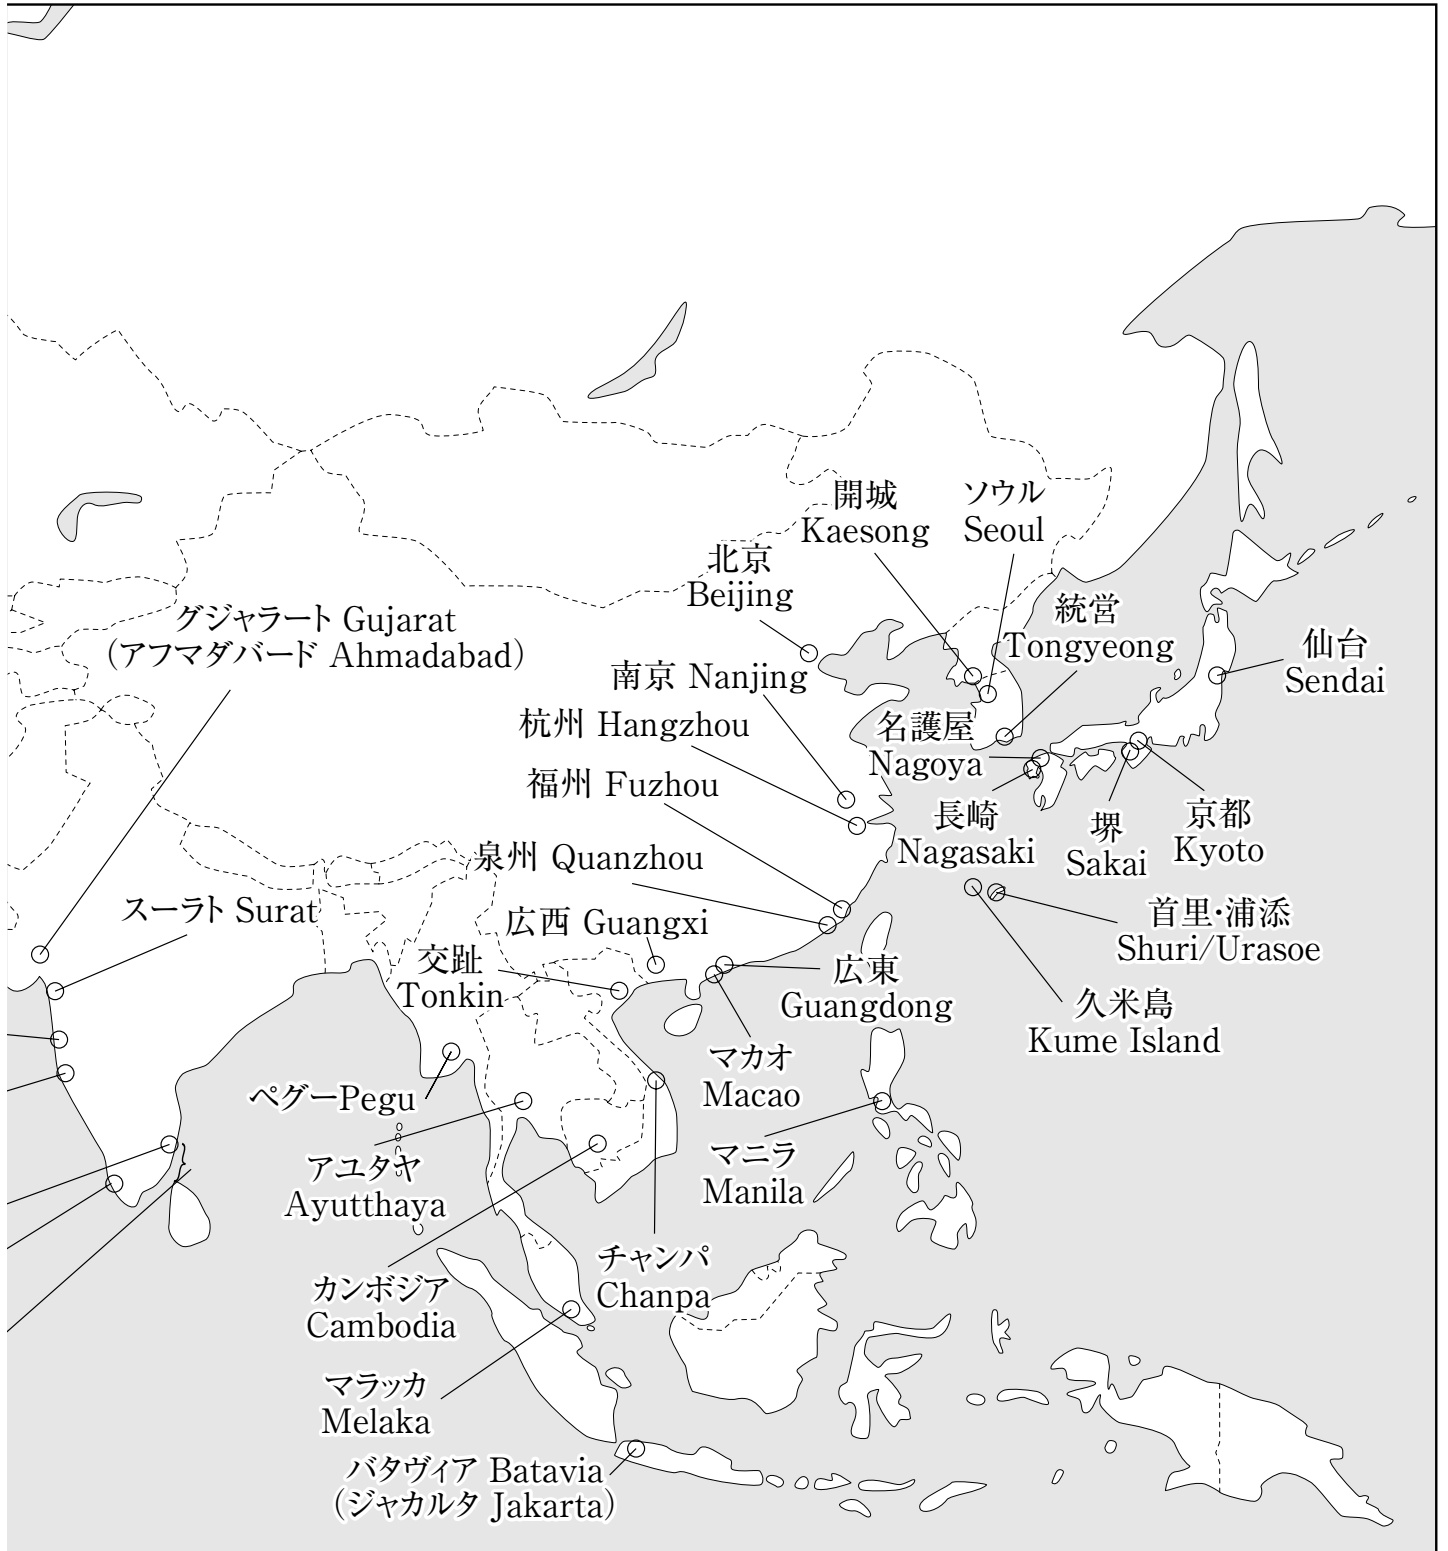 開城
Kaesong
ソウル
Seoul
北京
Beijing
統営
Tongyeong
グジャラート Gujarat
（アフマダバード Ahmadabad）
仙台
Sendai
南京 Nanjing
杭州 Hangzhou
名護屋
Nagoya
福州 Fuzhou
長崎
Nagasaki
堺
Sakai
京都
Kyoto
泉州 Quanzhou
スーラト Surat
広西 Guangxi
首里・浦添
Shuri/Urasoe
交趾
Tonkin
広東
Guangdong
久米島
Kume Island
マカオ
Macao
ペグーPegu
マニラ
Manila
アユタヤ
Ayutthaya
チャンパ
Chanpa
カンボジア
Cambodia
マラッカ
Melaka
バタヴィア Batavia
（ジャカルタ Jakarta）